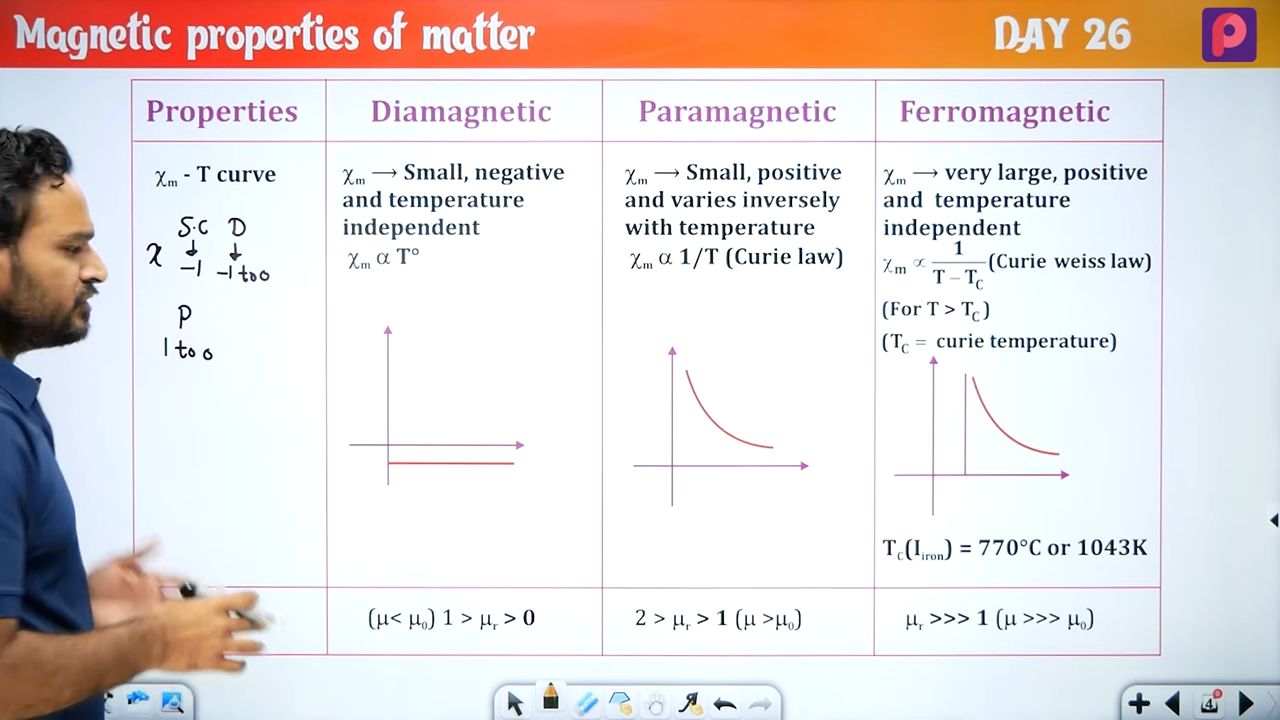 Magnetic properties of matter
DAY 26
Properties
Diamagnetic
Paramagnetic
Ferromagnetic
χm - T curve
S.C D
χ ↓ ↓
-1 -1 to 0
P
1 to 0
χm → Small, negative
and temperature
independent
χm α T°
χm → Small, positive
and varies inversely
with temperature
χm α 1/T (Curie law)
χm → very large, positive
and temperature
independent
χm ∝ 1/(T – TC) (Curie weiss law)
(For T > TC)
(TC = curie temperature)
Tc(Iiron) = 770°C or 1043K
(μ< μ0) 1 > μr > 0
2 > μr > 1 (μ >μ0)
μr >>> 1 (μ >>> μ0)
4